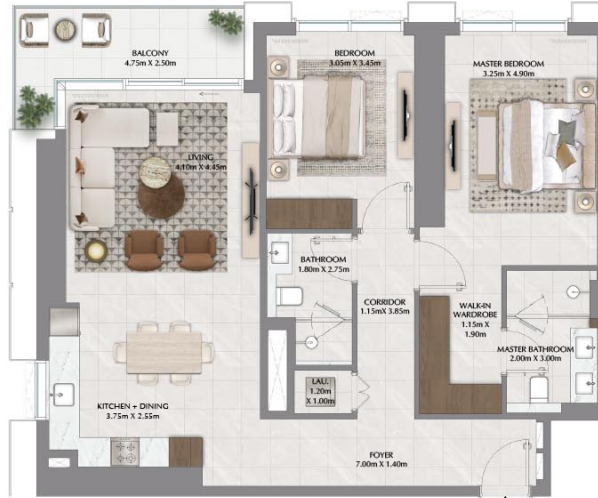 BALCONY
4.75m X 2.50m
BEDROOM
3.05m X 3.45m
MASTER BEDROOM
3.25m X 4.90m
LIVING
4.10m X 4.45m
BATHROOM
1.80m X 2.75m
CORRIDOR
1.15m X 3.85m
WALK-IN
WARDROBE
1.15m X
1.90m
MASTER BATHROOM
2.00m X 3.00m
LAU.
1.20m
X 1.00m
KITCHEN + DINING
3.75m X 2.55m
FOYER
7.00m X 1.40m